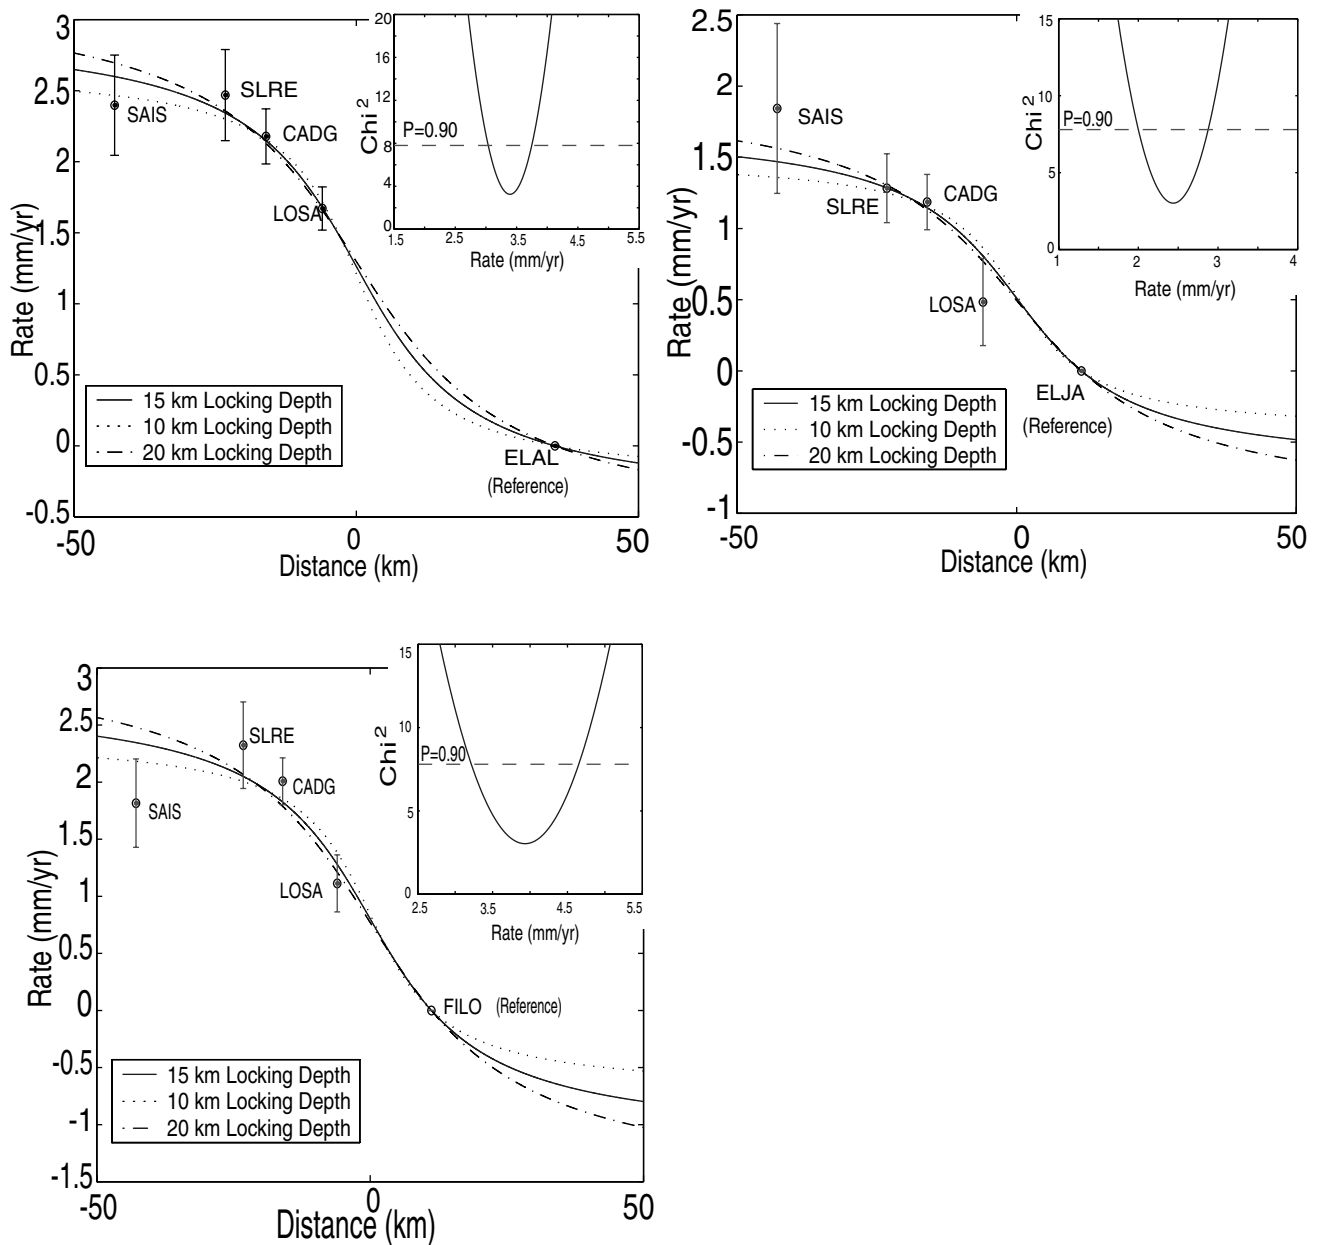 3
2.5
2
1.5
1
0.5
0
-0.5
-50
0
50
Rate (mm/yr)
Distance (km)
SAIS
SLRE
CADG
LOSA
ELAL
(Reference)
15 km Locking Depth
10 km Locking Depth
20 km Locking Depth
20
16
12
8
4
0
1.5
2.5
3.5
4.5
5.5
Chi 2
P=0.90
Rate (mm/yr)
2.5
2
1.5
1
0.5
0
-0.5
-1
-50
0
50
Rate (mm/yr)
Distance (km)
SAIS
SLRE
CADG
LOSA
ELJA
(Reference)
15 km Locking Depth
10 km Locking Depth
20 km Locking Depth
15
10
5
0
1
2
3
4
Chi 2
P=0.90
Rate (mm/yr)
3
2.5
2
1.5
1
0.5
0
-0.5
-1
-1.5
-50
0
50
Rate (mm/yr)
Distance (km)
SLRE
CADG
SAIS
LOSA
FILO (Reference)
15 km Locking Depth
10 km Locking Depth
20 km Locking Depth
15
10
5
0
2.5
3.5
4.5
5.5
Chi 2
P=0.90
Rate (mm/yr)